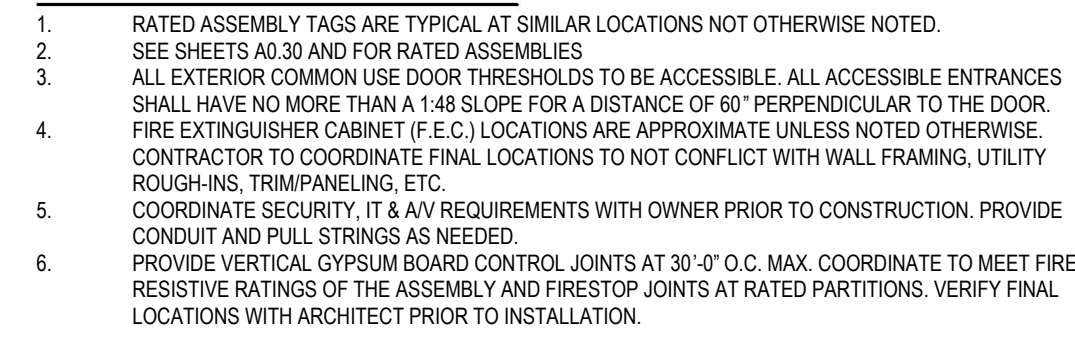 1. RATED ASSEMBLY TAGS ARE TYPICAL AT SIMILAR LOCATIONS NOT OTHERWISE NOTED.
2. SEE SHEETS A0.30 AND FOR RATED ASSEMBLIES
3. ALL EXTERIOR COMMON USE DOOR THRESHOLDS TO BE ACCESSIBLE. ALL ACCESSIBLE ENTRANCES
SHALL HAVE NO MORE THAN A 1:48 SLOPE FOR A DISTANCE OF 60” PERPENDICULAR TO THE DOOR.
4. FIRE EXTINGUISHER CABINET (F.E.C.) LOCATIONS ARE APPROXIMATE UNLESS NOTED OTHERWISE.
CONTRACTOR TO COORDINATE FINAL LOCATIONS TO NOT CONFLICT WITH WALL FRAMING, UTILITY
ROUGH-INS, TRIM/PANELING, ETC.
5. COORDINATE SECURITY, IT & A/V REQUIREMENTS WITH OWNER PRIOR TO CONSTRUCTION. PROVIDE
CONDUIT AND PULL STRINGS AS NEEDED.
6. PROVIDE VERTICAL GYPSUM BOARD CONTROL JOINTS AT 30’-0” O.C. MAX. COORDINATE TO MEET FIRE
RESISTIVE RATINGS OF THE ASSEMBLY AND FIRESTOP JOINTS AT RATED PARTITIONS. VERIFY FINAL
LOCATIONS WITH ARCHITECT PRIOR TO INSTALLATION.